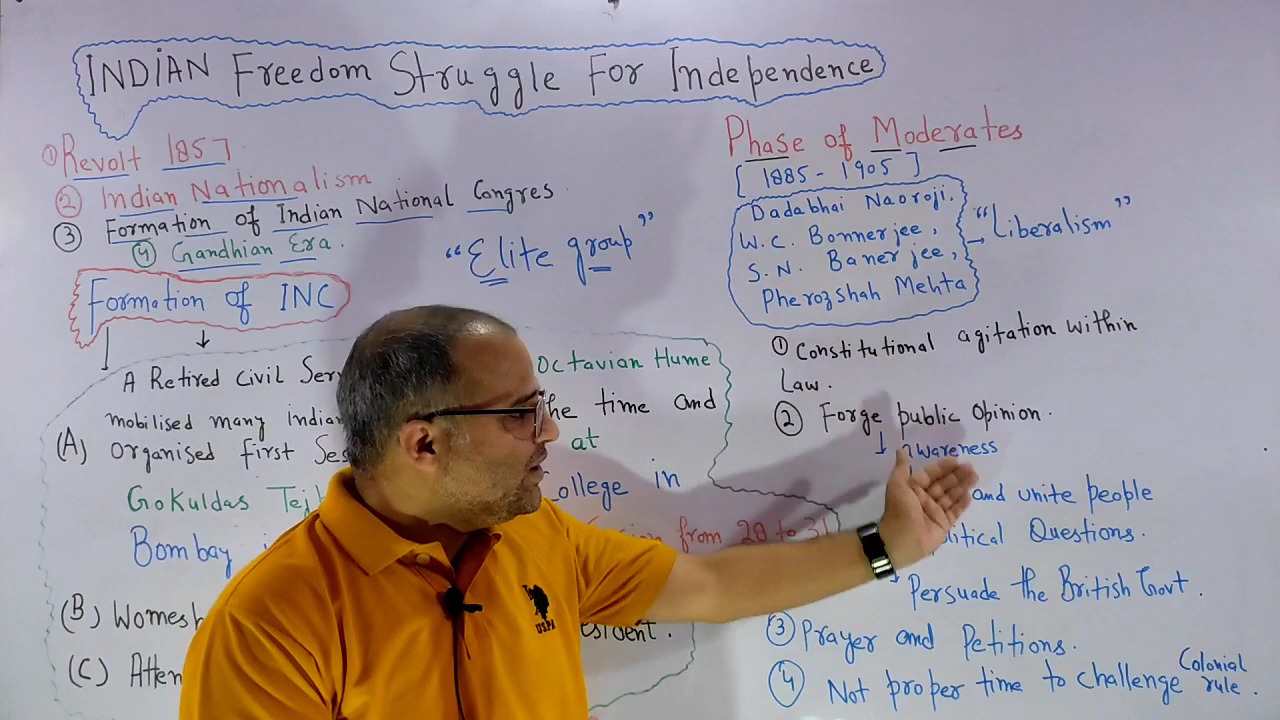 INDIAN Freedom Struggle For Independence
① Revolt 1857
② Indian Nationalism
③ Formation of Indian National Congres
④ Gandhian Era.
"Elite group"
Formation of INC
A Retired Civil Ser Octavian Hume
mobilised many indian the time and
(A) organised first Ses at
Gokuldas Tej College in
Bombay from 28 to 31
(B) Womesh esident.
(C) Atten
Phase of Moderates
[1885 - 1905]
Dadabhai Naoroji,
W.C. Bonnerjee,
S.N. Banerjee,
Pherozshah Mehta
"Liberalism"
① Constitutional agitation within
Law.
② Forge public Opinion.
Awareness
and unite people
litical Questions.
Persuade the British Govt.
③ Prayer and Petitions.
④ Not proper time to challenge Colonial
rule.
U.S.P.A